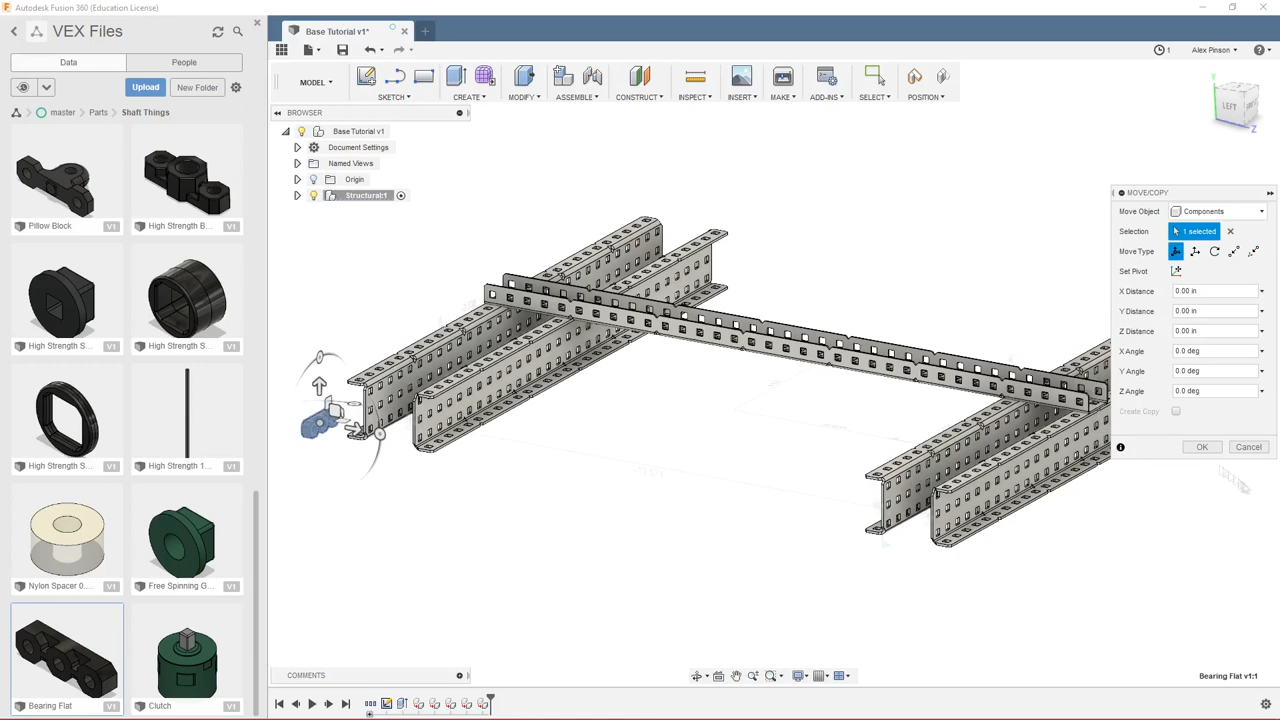 Autodesk Fusion 360 (Education License)
VEX Files
Base Tutorial v1*
Data
People
Alex Pinson
1
Upload
New Folder
MODEL
SKETCH
CREATE
MODIFY
ASSEMBLE
CONSTRUCT
INSPECT
INSERT
MAKE
ADD-INS
SELECT
POSITION
LEFT
Y
Z
master
Parts
Shaft Things
BROWSER
Base Tutorial v1
Document Settings
Named Views
Origin
Structural:1
Pillow Block
V1
High Strength B...
V1
High Strength S...
V1
High Strength S...
V1
High Strength S...
V1
High Strength 1...
V1
Nylon Spacer 0....
V1
Free Spinning G...
V1
Bearing Flat
V1
Clutch
V1
MOVE/COPY
Move Object
Components
Selection
1 selected
Move Type
Set Pivot
X Distance
0.00 in
Y Distance
0.00 in
Z Distance
0.00 in
X Angle
0.0 deg
Y Angle
0.0 deg
Z Angle
0.0 deg
Create Copy
OK
Cancel
COMMENTS
Bearing Flat v1:1